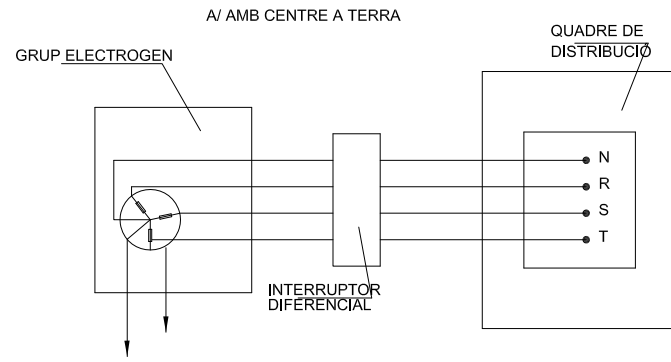 A/ AMB CENTRE A TERRA
QUADRE DE
DISTRIBUCIÓ
GRUP ELECTROGEN
N
R
S
T
INTERRUPTOR
DIFERENCIAL